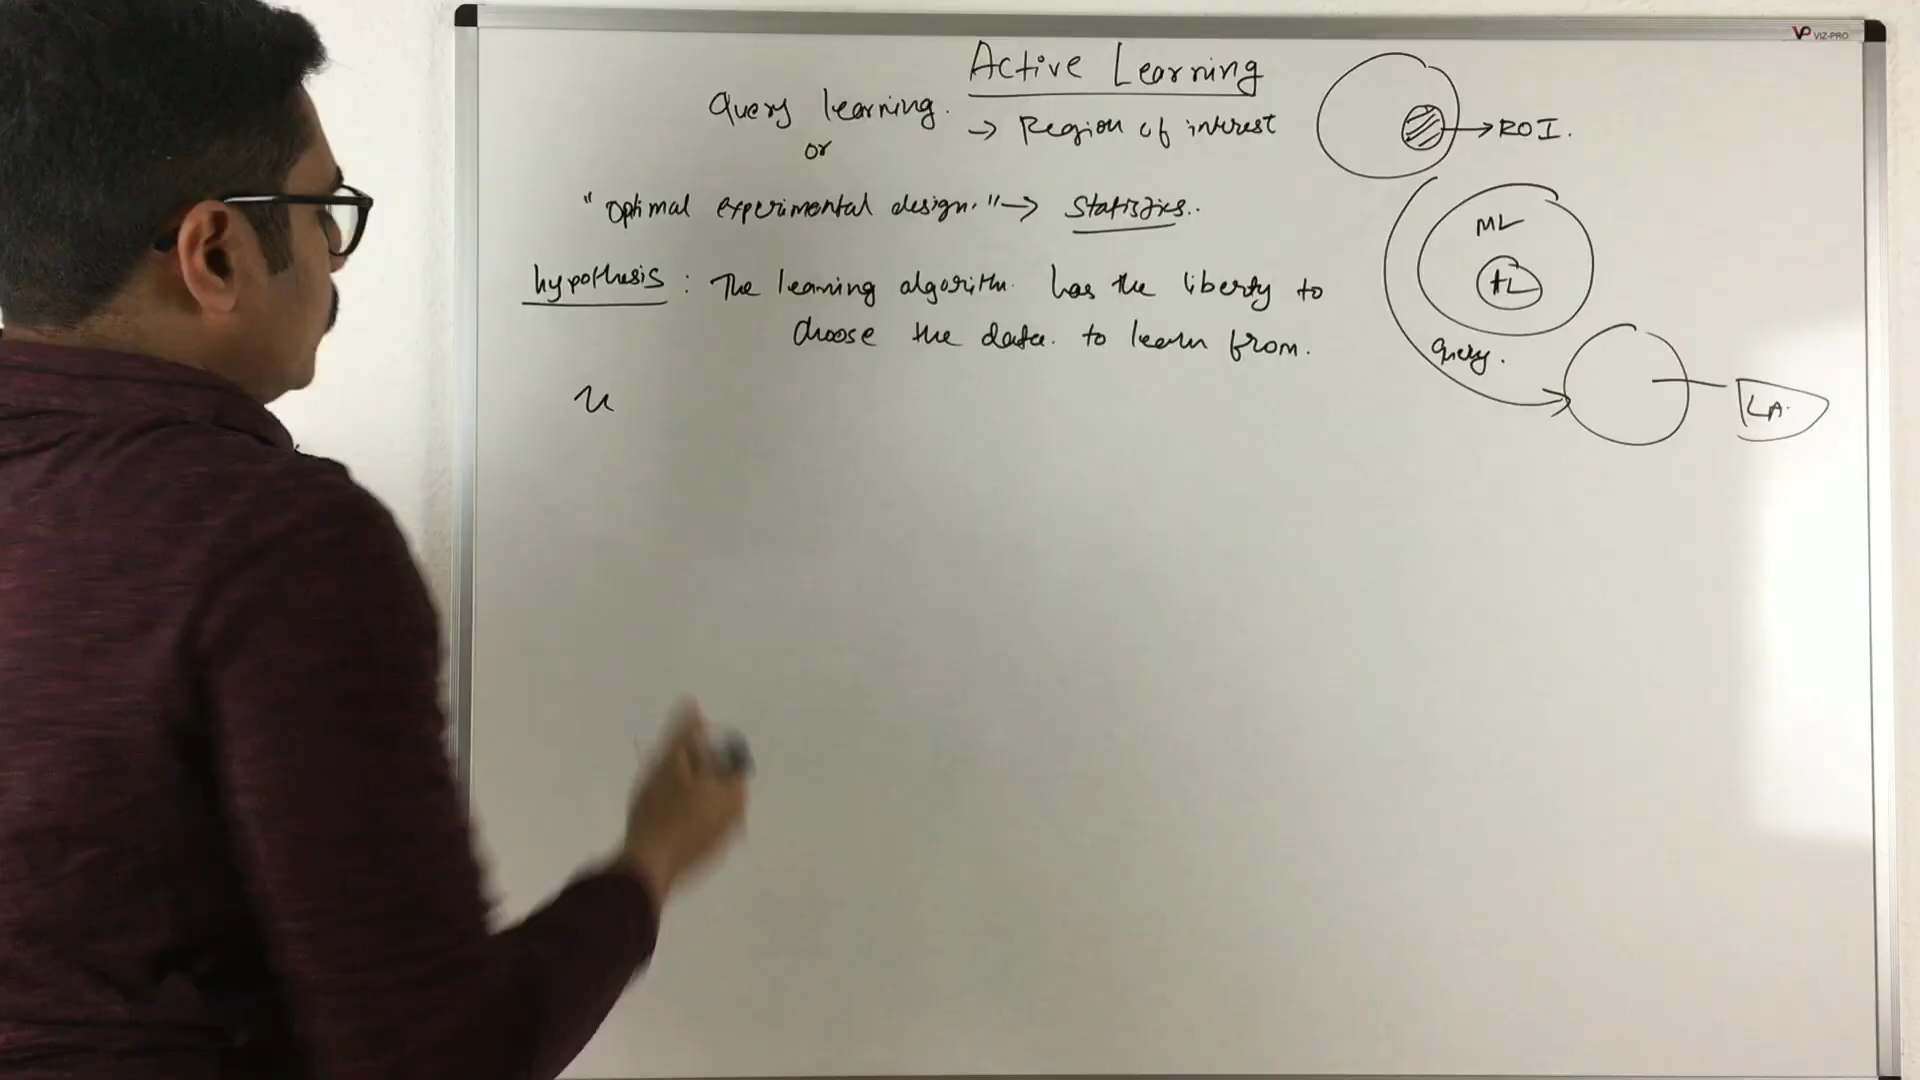 VP VIZ-PRO
Active Learning
Query learning.
or
→ Region of interest
→ ROI.
"Optimal experimental design." → Statistics..
ML
AL
hypothesis : The learning algorithm. has the liberty to
choose the data. to learn from.
Query.
LA.
x